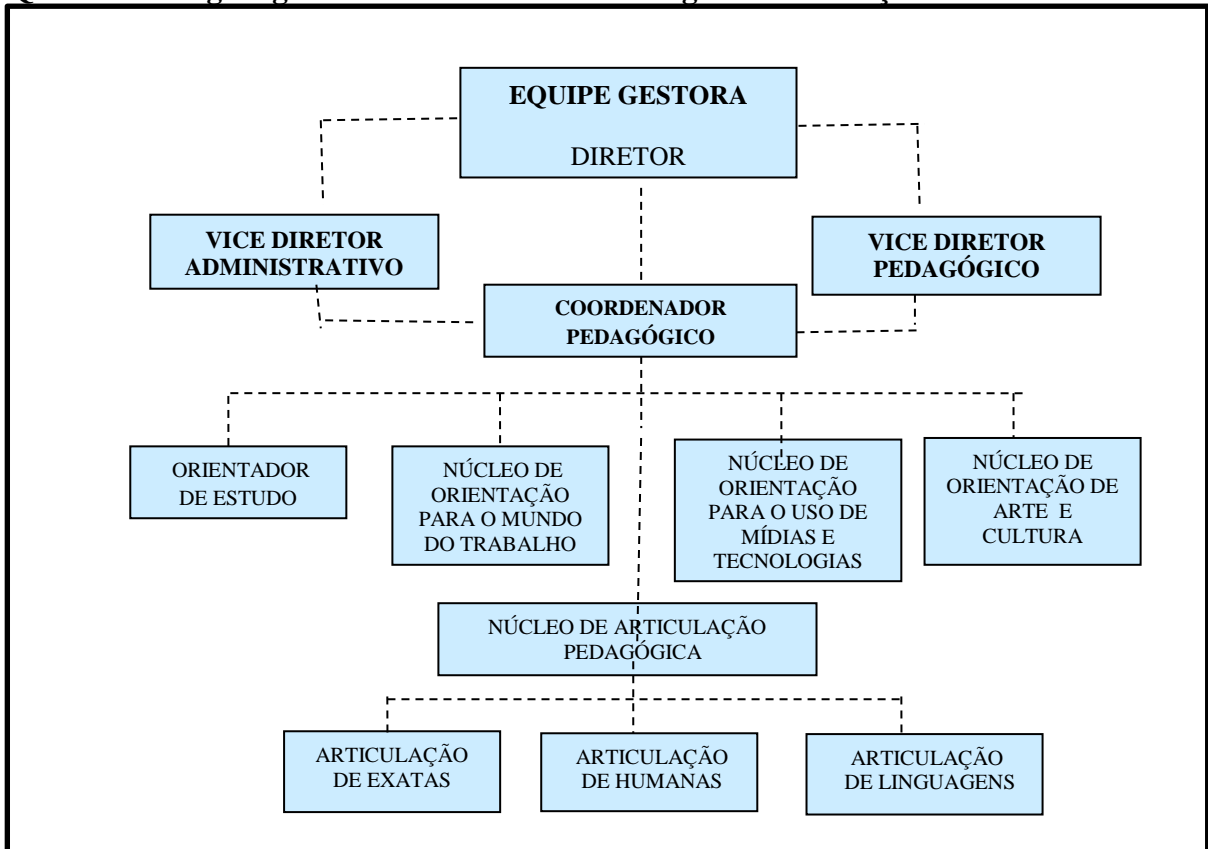 EQUIPE GESTORA
DIRETOR
VICE DIRETOR
ADMINISTRATIVO
VICE DIRETOR
PEDAGÓGICO
COORDENADOR
PEDAGÓGICO
ORIENTADOR
DE ESTUDO
NÚCLEO DE
ORIENTAÇÃO
PARA O MUNDO
DO TRABALHO
NÚCLEO DE
ORIENTAÇÃO
PARA O USO DE
MÍDIAS E
TECNOLOGIAS
NÚCLEO DE
ORIENTAÇÃO DE
ARTE E
CULTURA
NÚCLEO DE ARTICULAÇÃO
PEDAGÓGICA
ARTICULAÇÃO
DE EXATAS
ARTICULAÇÃO
DE HUMANAS
ARTICULAÇÃO
DE LINGUAGENS